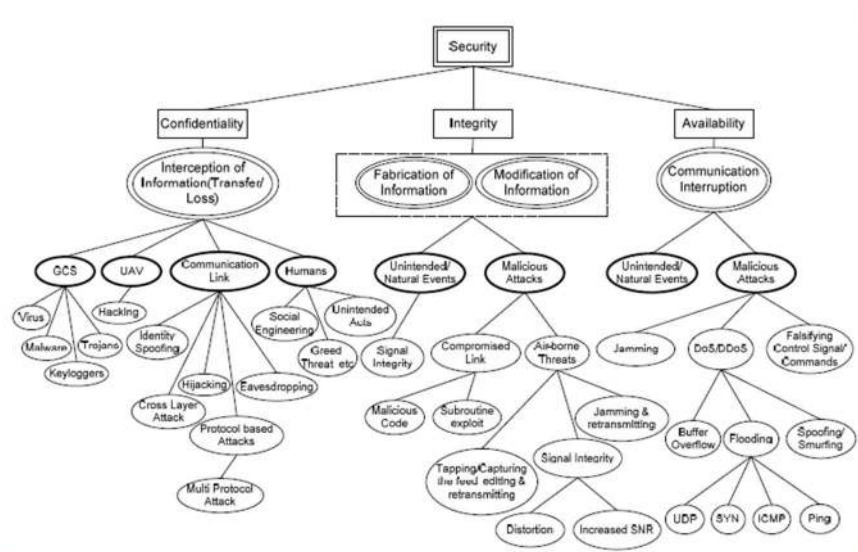 Security
Confidentiality
Integrity
Availability
Interception of
Information(Transfer/
Loss)
Fabrication of
Information
Modification of
Information
Communication
Interruption
GCS
UAV
Communication
Link
Humans
Unintended/
Natural Events
Malicious
Attacks
Unintended/
Natural Events
Malicious
Attacks
Virus
Hacking
Malware
Trojans
Keyloggers
Identity
Spoofing
Social
Engineering
Unintended
Acts
Greed
Threat etc
Signal
Integrity
Compromised
Link
Air-borne
Threats
Jamming
DoS/DDoS
Falsifying
Control Signal/
Commands
Hijacking
Eavesdropping
Cross Layer
Attack
Protocol based
Attacks
Multi Protocol
Attack
Malicious
Code
Subroutine
exploit
Jamming &
retransmitting
Tapping/Capturing
the feed editing &
retransmitting
Signal Integrity
Distortion
Increased SNR
Buffer
Overflow
Flooding
Spoofing/
Smurfing
UDP
SYN
ICMP
Ping